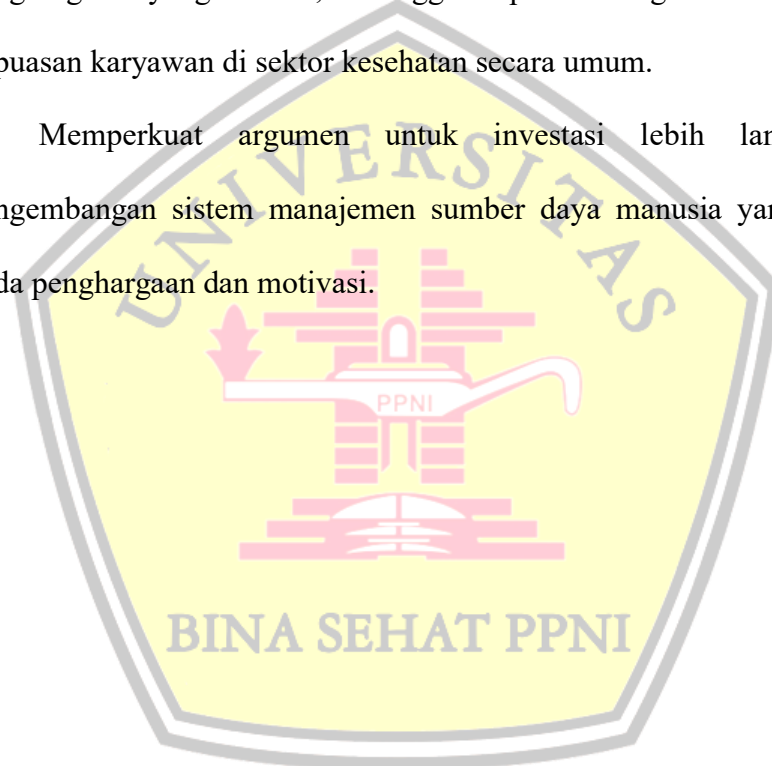 puasan karyawan di sektor kesehatan secara umum.
Memperkuat argumen untuk investasi lebih
ngembangan sistem manajemen sumber daya manusia
da penghargaan dan motivasi.
UNIVERSITAS
PPNI
BINA SEHAT PPNI